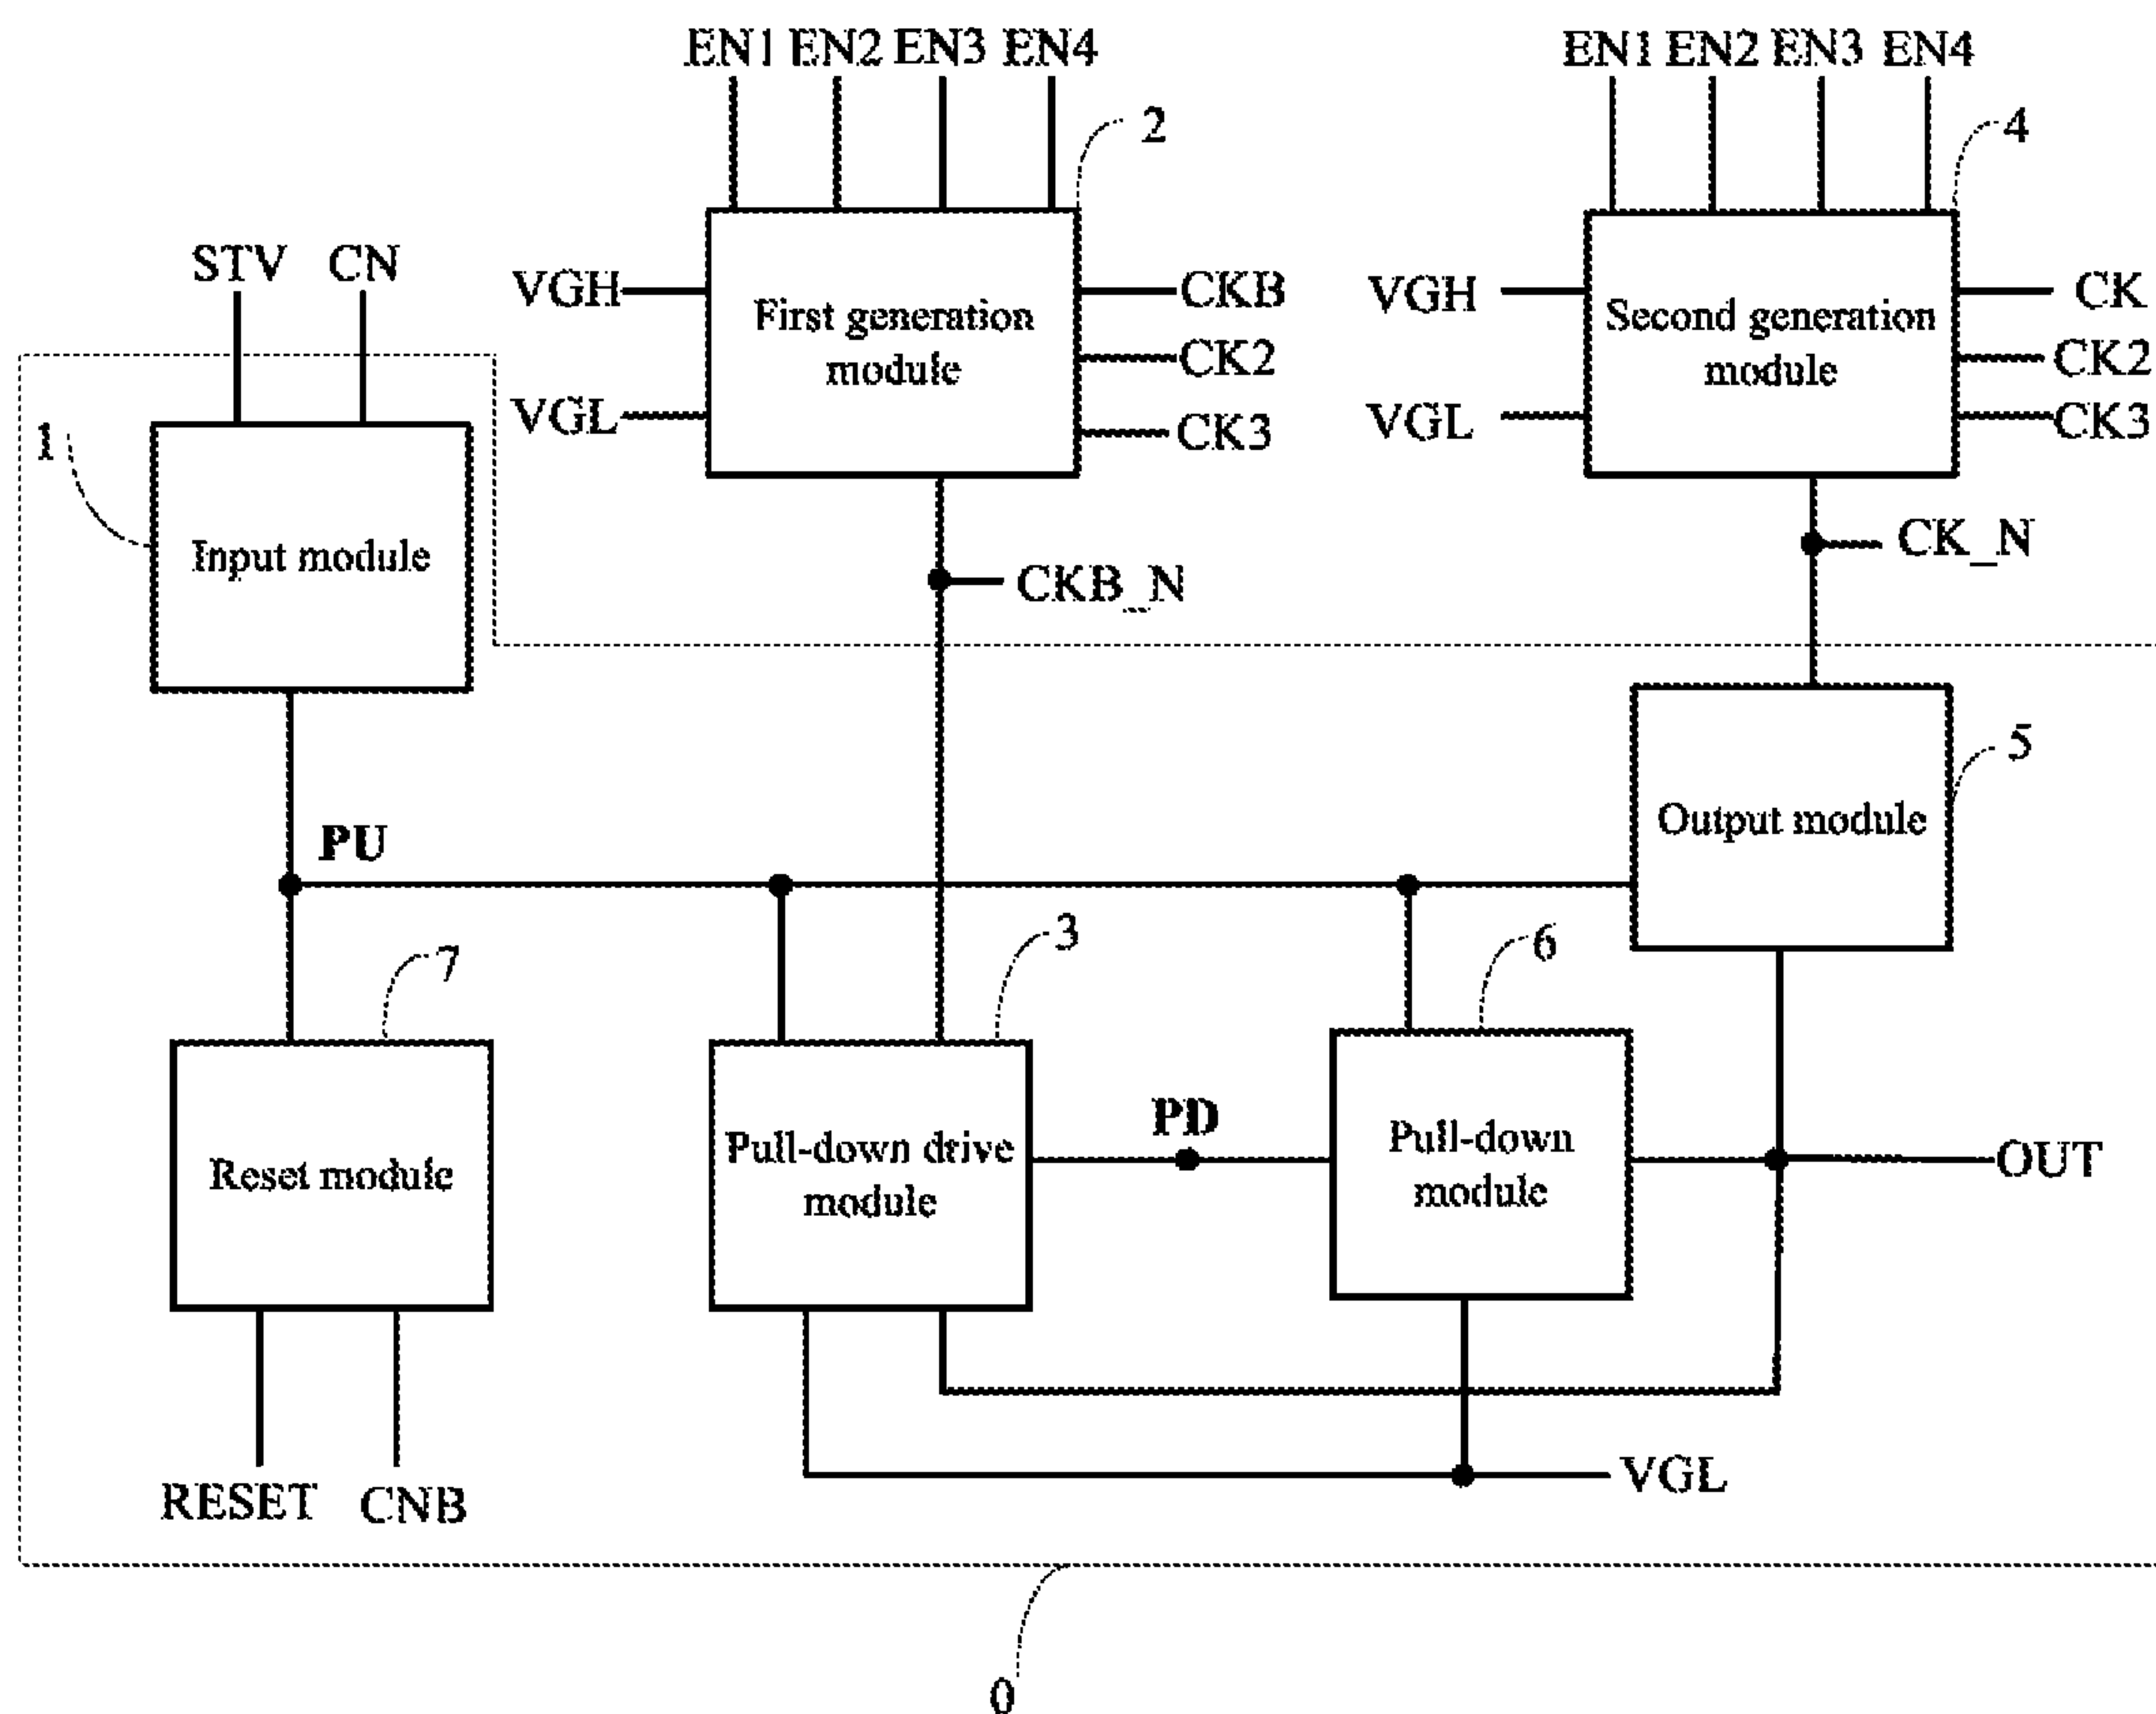 EN1 EN2 EN3 EN4
EN1 EN2 EN3 EN4
2
4
STV CN
VGH
First generation
module
CKB
CK2
VGL
CK3
VGH
Second generation
module
CK
CK2
VGL
CK3
1
Input module
CKB_N
CK_N
5
Output module
PU
7
3
6
Reset module
Pull-down drive
module
PD
Pull-down
module
OUT
RESET CNB
VGL
0